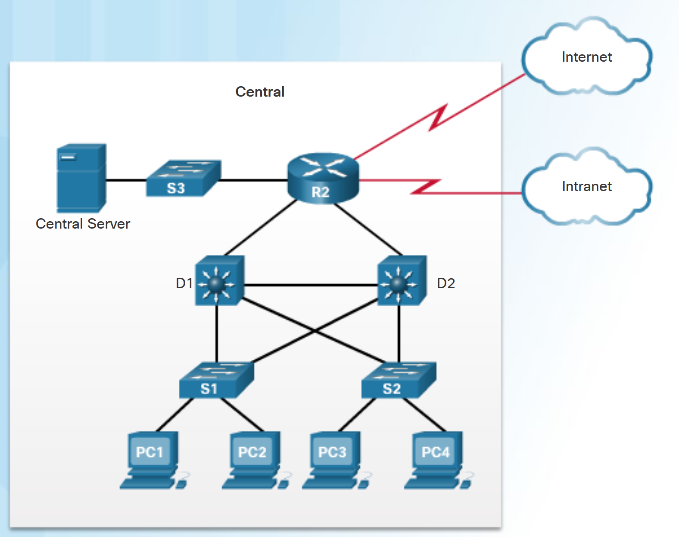 Internet
Central
Intranet
S3
R2
Central Server
D1
D2
S1
S2
PC1
PC2
PC3
PC4